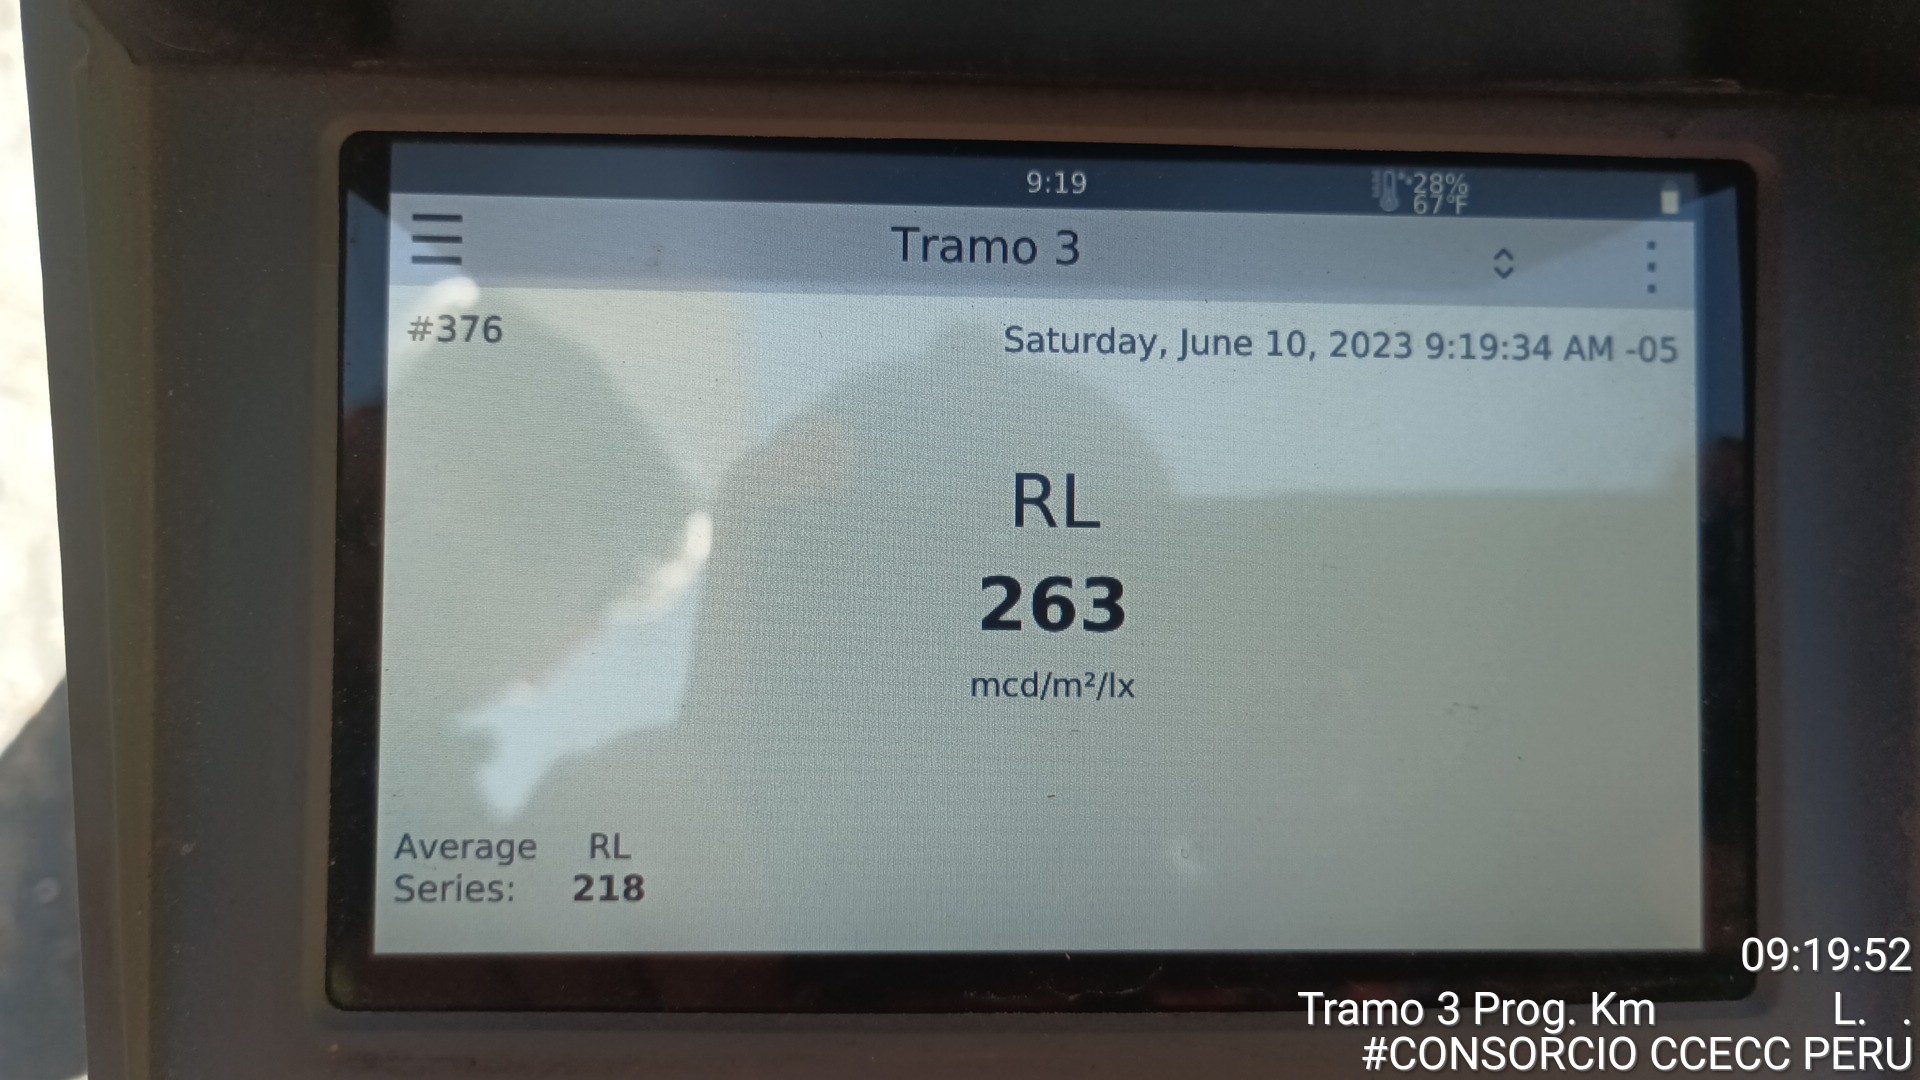 9:19
28%
67°F
Tramo 3
#376
Saturday, June 10, 2023 9:19:34 AM -05
RL
263
mcd/m²/lx
Average RL
Series: 218
09:19:52
Tramo 3 Prog. Km L. .
#CONSORCIO CCECC PERU